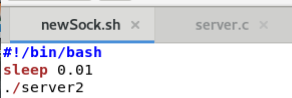 newSock.sh × server.c ×
#!/bin/bash
sleep 0.01
./server2